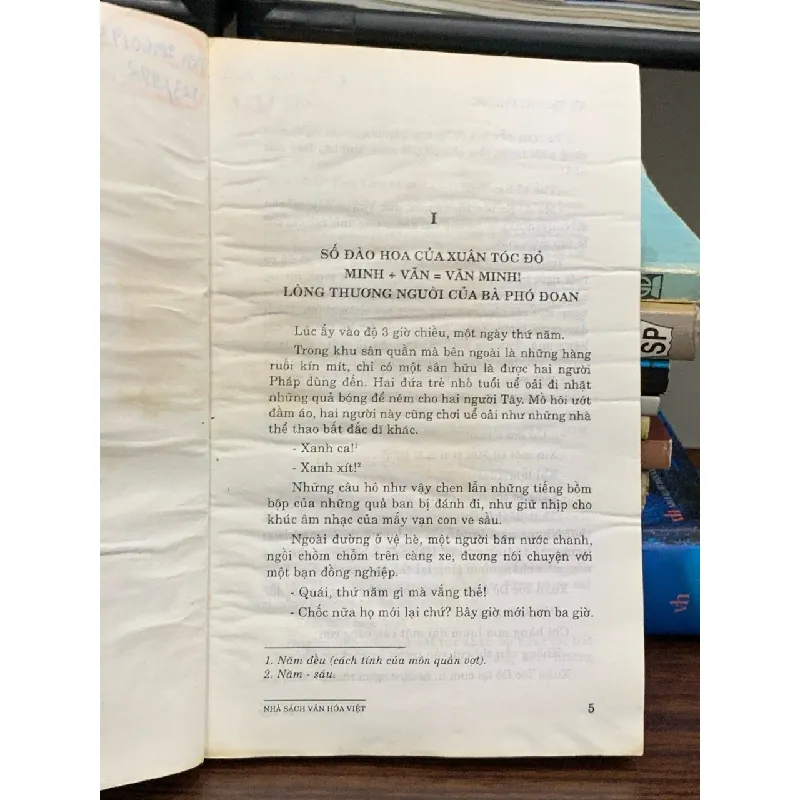 I
SỐ ĐÀO HOA CỦA XUÂN TÓC ĐỎ
MINH + VĂN = VĂN MINH!
LÒNG THƯƠNG NGƯỜI CỦA BÀ PHÓ ĐOAN
Lúc ấy vào độ 3 giờ chiều, một ngày thứ năm.
Trong khu sân quần mà bên ngoài là những hàng
ruối kín mít, chỉ có một sân hữu là được hai người
Pháp dùng đến. Hai đứa trẻ nhỏ tuổi uể oải đi nhặt
những quả bóng để ném cho hai người Tây. Mồ hôi ướt
đầm áo, hai người này cũng chơi uể oải như những nhà
thể thao bất đắc dĩ khác.
- Xanh ca!¹
- Xanh xít!²
Những câu hô như vậy chen lẫn những tiếng bồm
bộp của những quả ban bị đánh đi, như giữ nhịp cho
khúc âm nhạc của mấy vạn con ve sầu.
Ngoài đường ở vệ hè, một người bán nước chanh,
ngồi chồm chỗm trên càng xe, đương nói chuyện với
một bạn đồng nghiệp.
- Quái, thứ năm gì mà vắng thế!
- Chốc nữa họ mới lại chứ? Bây giờ mới hơn ba giờ.
1. Năm đều (cách tính của môn quần vợt).
2. Năm - sáu.
NHÀ SÁCH VĂN HÓA VIỆT
5
SP
vh